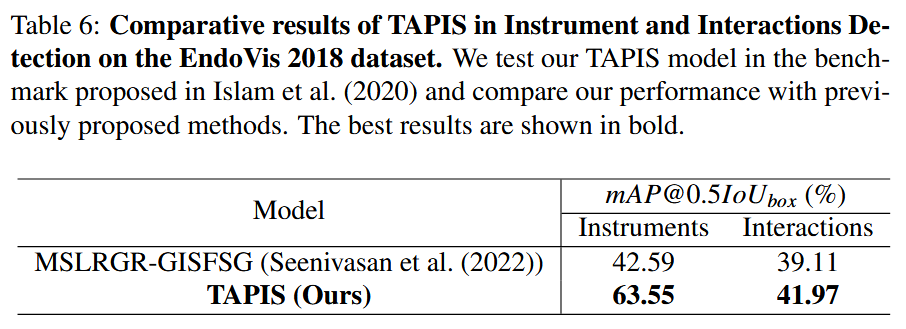 Table 6: Comparative results of TAPIS in Instrument and Interactions De-
tection on the EndoVis 2018 dataset. We test our TAPIS model in the bench-
mark proposed in Islam et al. (2020) and compare our performance with previ-
ously proposed methods. The best results are shown in bold.
Model mAP@0.5IoU_box (%)
Instruments Interactions
MSLRGR-GISFSG (Seenivasan et al. (2022)) 42.59 39.11
TAPIS (Ours) 63.55 41.97